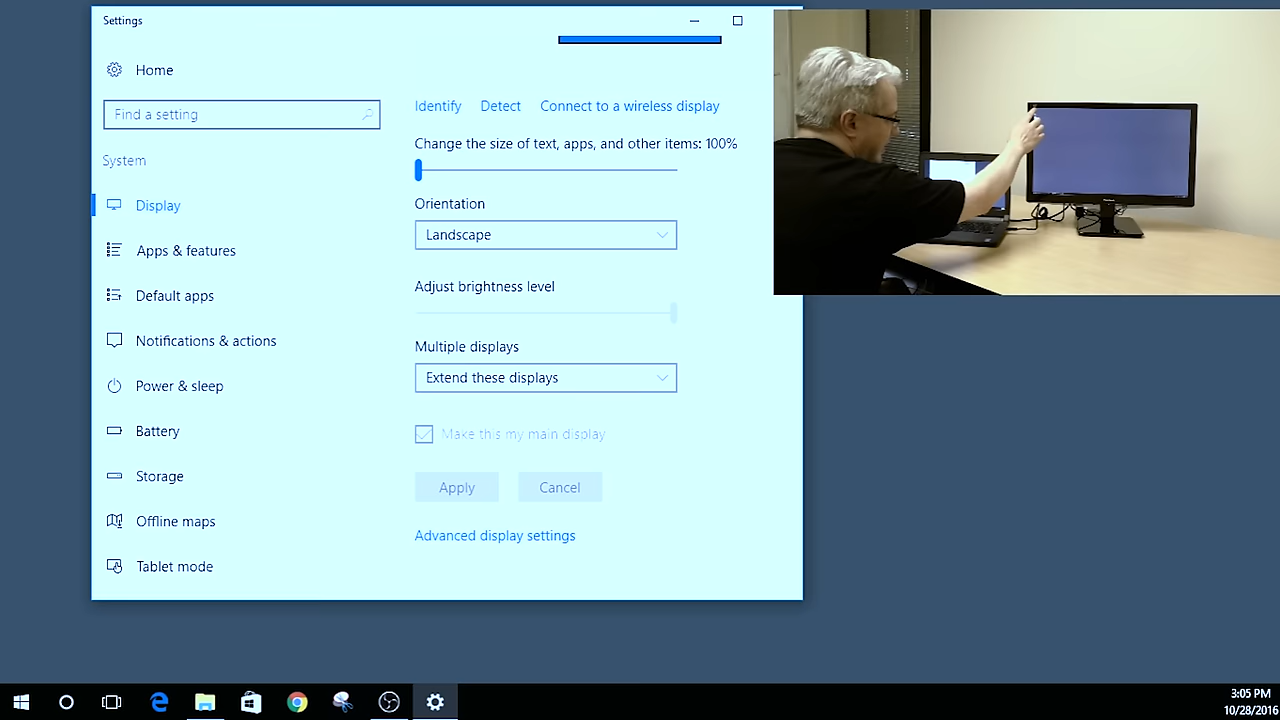 Settings
Home
Find a setting
System
Display
Apps & features
Default apps
Notifications & actions
Power & sleep
Battery
Storage
Offline maps
Tablet mode
Identify Detect Connect to a wireless display
Change the size of text, apps, and other items: 100%
Orientation
Landscape
Adjust brightness level
Multiple displays
Extend these displays
Make this my main display
Apply Cancel
Advanced display settings
3:05 PM
10/28/2016